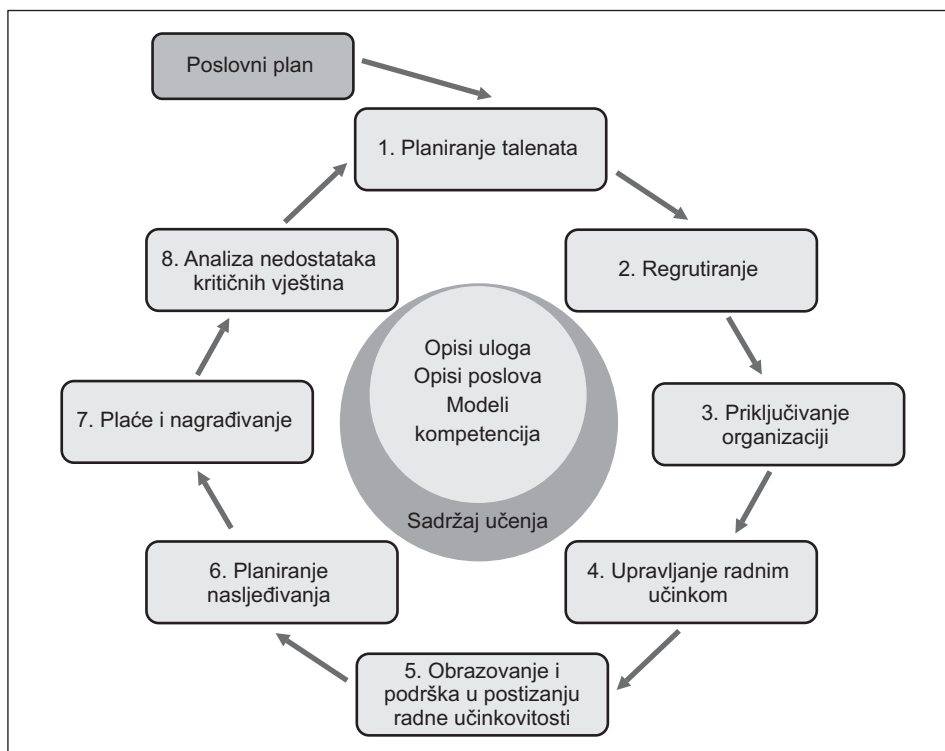 Poslovni plan
1. Planiranje talenata
2. Regrutiranje
3. Priključivanje
organizaciji
4. Upravljanje radnim
učinkom
5. Obrazovanje i
podrška u postizanju
radne učinkovitosti
6. Planiranje
nasljeđivanja
7. Plaće i nagrađivanje
8. Analiza nedostataka
kritičnih vještina
Opisi uloga
Opisi poslova
Modeli
kompetencija
Sadržaj učenja